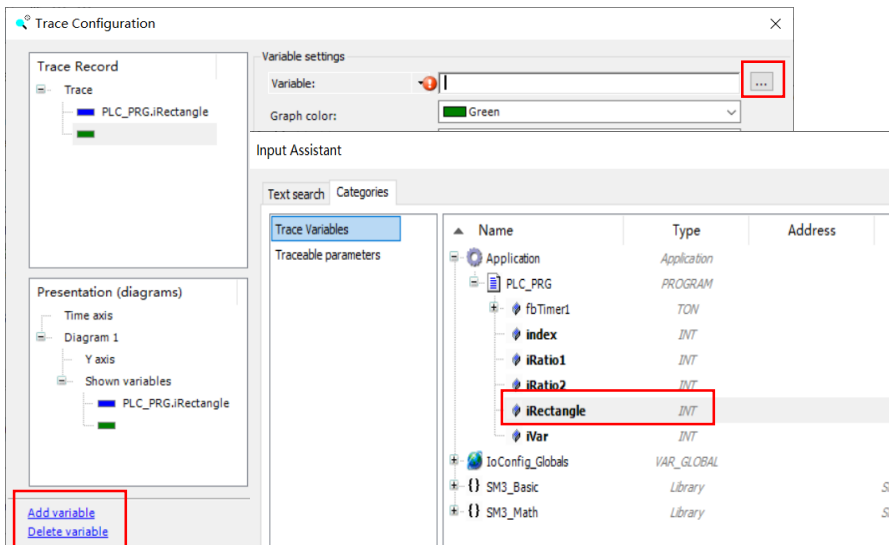 Trace Configuration
Trace Record
Trace
PLC_PRG.iRectangle
Variable settings
Variable:
...
Graph color:
Green
Presentation (diagrams)
Time axis
Diagram 1
Y axis
Shown variables
PLC_PRG.iRectangle
Add variable
Delete variable
Input Assistant
Text search
Categories
Trace Variables
Traceable parameters
Name Type Address
Application Application
PLC_PRG PROGRAM
fbTimer1 TON
index INT
iRatio1 INT
iRatio2 INT
iRectangle INT
iVar INT
IoConfig_Globals VAR_GLOBAL
SM3_Basic Library
SM3_Math Library